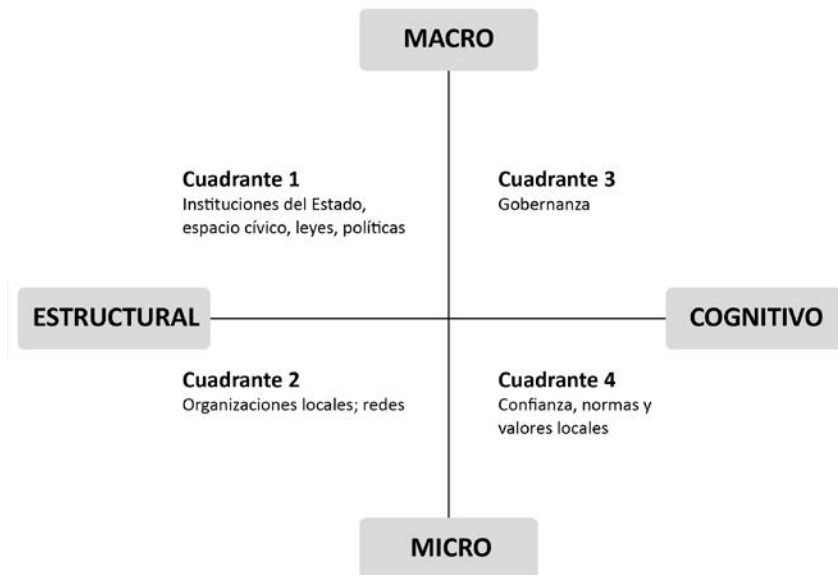 MACRO
Cuadrante 1
Instituciones del Estado,
espacio cívico, leyes, políticas
Cuadrante 3
Gobernanza
ESTRUCTURAL
COGNITIVO
Cuadrante 2
Organizaciones locales; redes
Cuadrante 4
Confianza, normas y
valores locales
MICRO